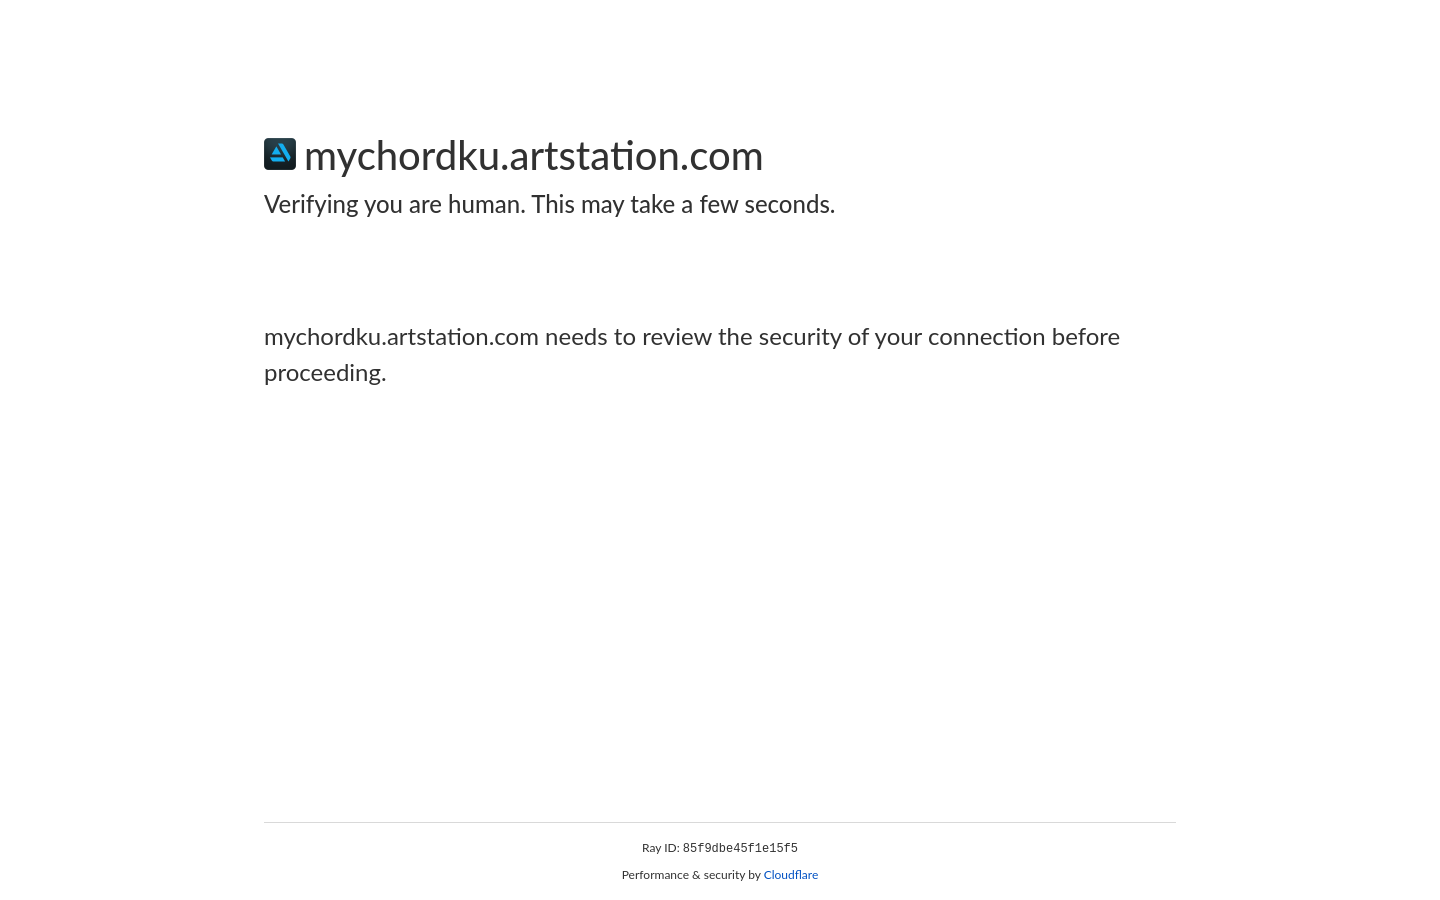 mychordku.artstation.com
Verifying you are human. This may take a few seconds.
mychordku.artstation.com needs to review the security of your connection before
proceeding.
Ray ID: 85f9dbe45f1e15f5
Performance & security by Cloudflare